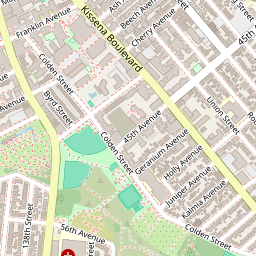 Kissena Boulevard
Ash
Beech Avenue
Franklin Avenue
Cherry Avenue
45th
Colden Street
Avenue
Byrd Street
Union Street
45th Avenue
Colden Street
Geranium Avenue
Holly Avenue
Juniper Avenue
Kalmia Avenue
138th Street
56th Avenue
Colden Street